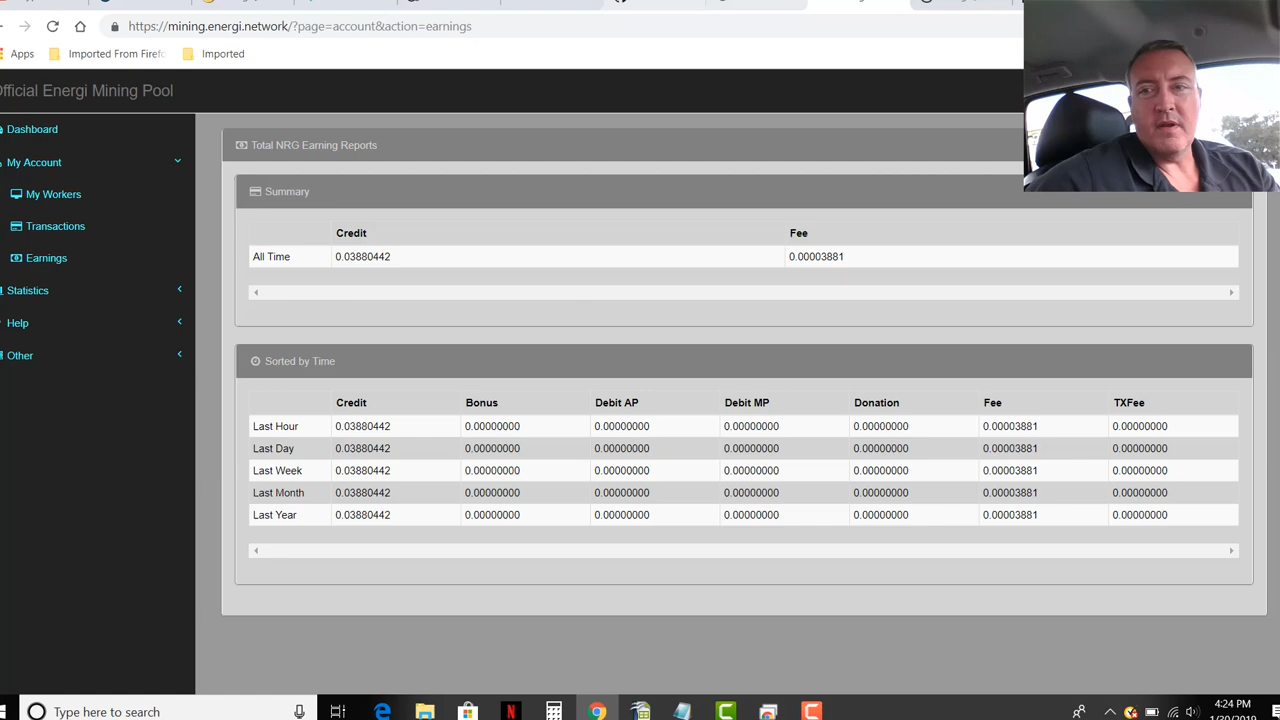 https://mining.energi.network/?page=account&action=earnings
Apps Imported From Firefo Imported
Official Energi Mining Pool
Dashboard
My Account
My Workers
Transactions
Earnings
Statistics
Help
Other
Total NRG Earning Reports
Summary
Credit Fee
All Time 0.03880442 0.00003881
Sorted by Time
Credit Bonus Debit AP Debit MP Donation Fee TXFee
Last Hour 0.03880442 0.00000000 0.00000000 0.00000000 0.00000000 0.00003881 0.00000000
Last Day 0.03880442 0.00000000 0.00000000 0.00000000 0.00000000 0.00003881 0.00000000
Last Week 0.03880442 0.00000000 0.00000000 0.00000000 0.00000000 0.00003881 0.00000000
Last Month 0.03880442 0.00000000 0.00000000 0.00000000 0.00000000 0.00003881 0.00000000
Last Year 0.03880442 0.00000000 0.00000000 0.00000000 0.00000000 0.00003881 0.00000000
Type here to search
4:24 PM
/30/2019